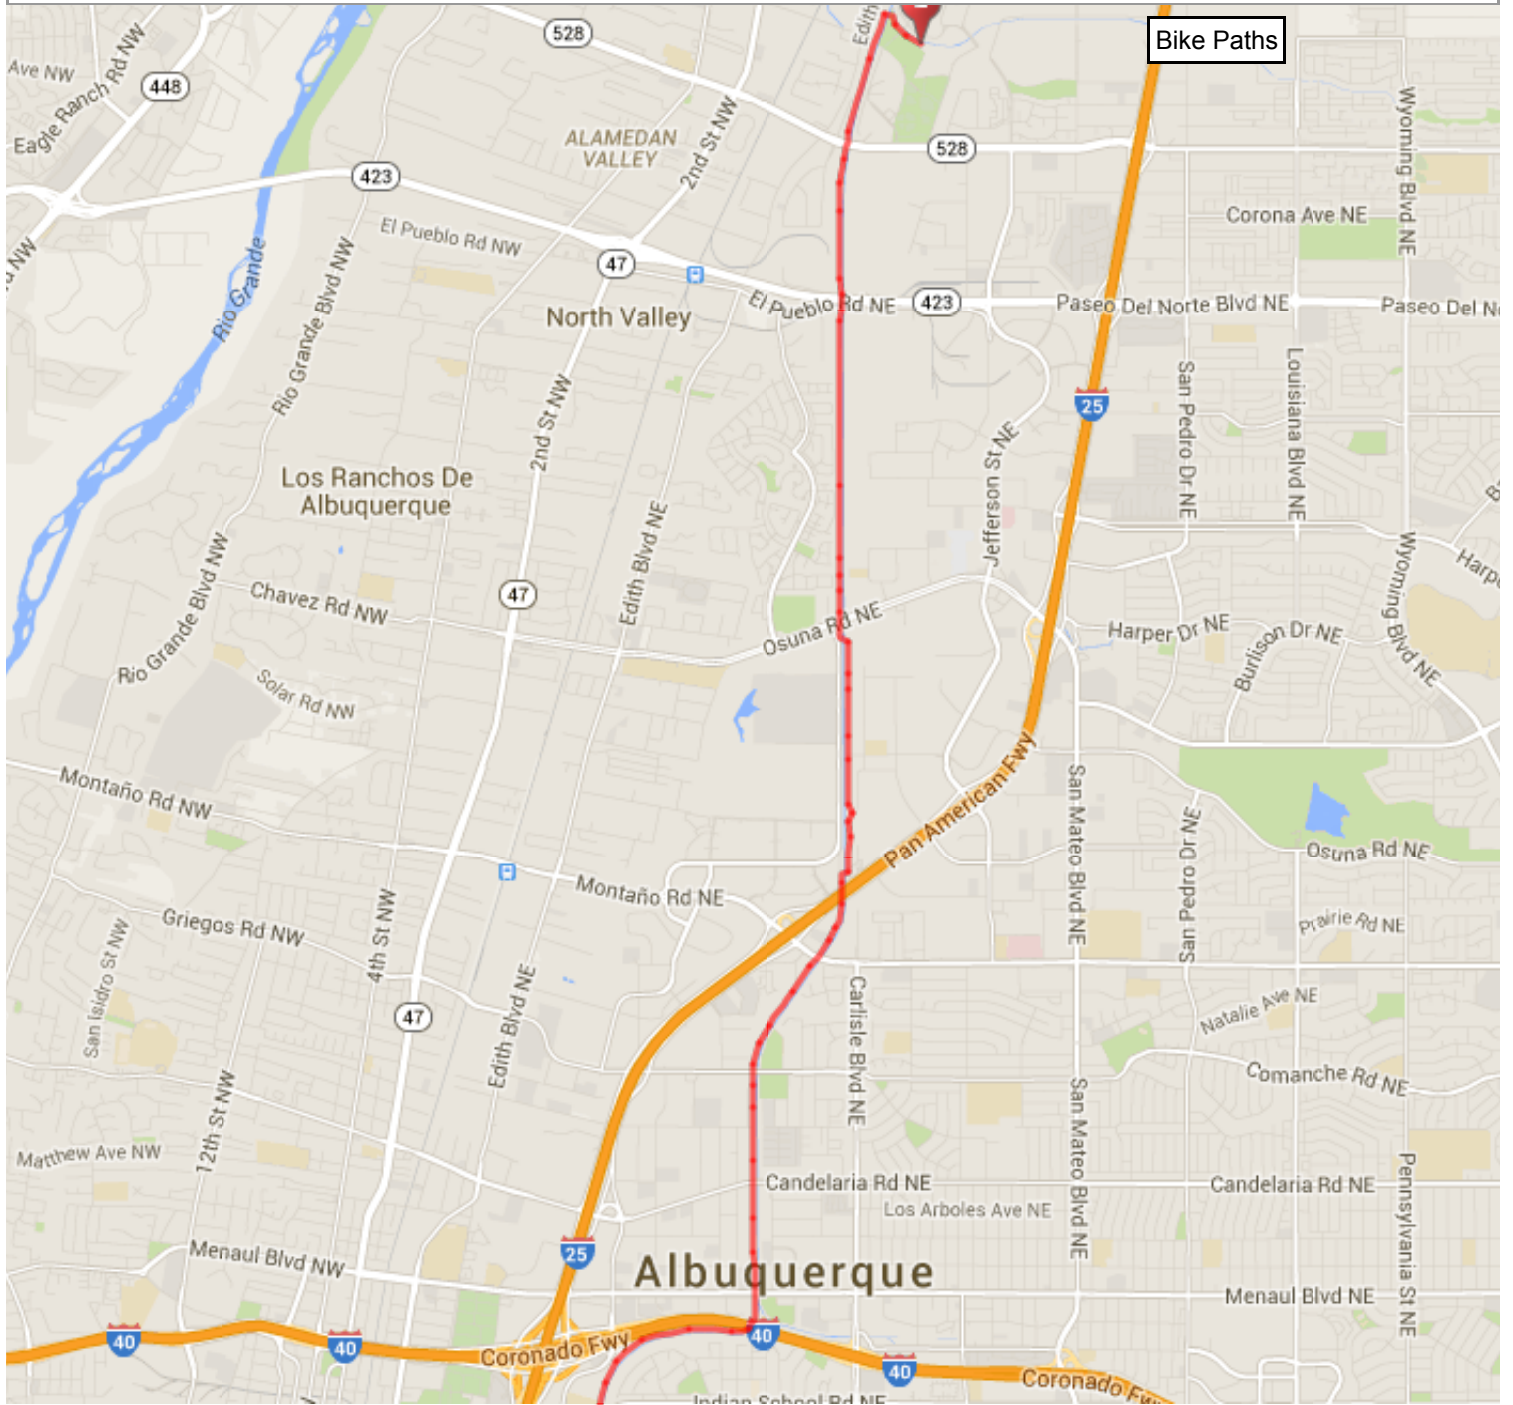 Bike Paths
528
Edith
Ave NW
448
Eagle Ranch Rd NW
ALAMEDAN
VALLEY
2nd St NW
528
Wyoming Blvd NE
423
Corona Ave NE
El Pueblo Rd NW
Rio Grande
Rio Grande Blvd NW
47
North Valley
El Pueblo Rd NE
423
Paseo Del Norte Blvd NE
Paseo Del No
San Pedro Dr NE
Louisiana Blvd NE
25
2nd St NW
Jefferson St NE
Los Ranchos De
Albuquerque
Edith Blvd NE
Rio Grande Blvd NW
Wyoming Blvd NE
Chavez Rd NW
47
Osuna Rd NE
Harper Dr NE
Burlison Dr NE
Solar Rd NW
Montaño Rd NW
Pan American Fwy
San Mateo Blvd NE
San Pedro Dr NE
Osuna Rd NE
Montaño Rd NE
Griegos Rd NW
4th St NW
Prairie Rd NE
San Isidro St NW
Edith Blvd NE
Carlisle Blvd NE
Natalie Ave NE
47
Comanche Rd NE
12th St NW
San Mateo Blvd NE
Matthew Ave NW
Candelaria Rd NE
Candelaria Rd NE
Pennsylvania St NE
Los Arboles Ave NE
Menaul Blvd NW
25
Albuquerque
Menaul Blvd NE
40
40
Coronado Fwy
40
40
Coronado Fwy
Indian School Rd NE